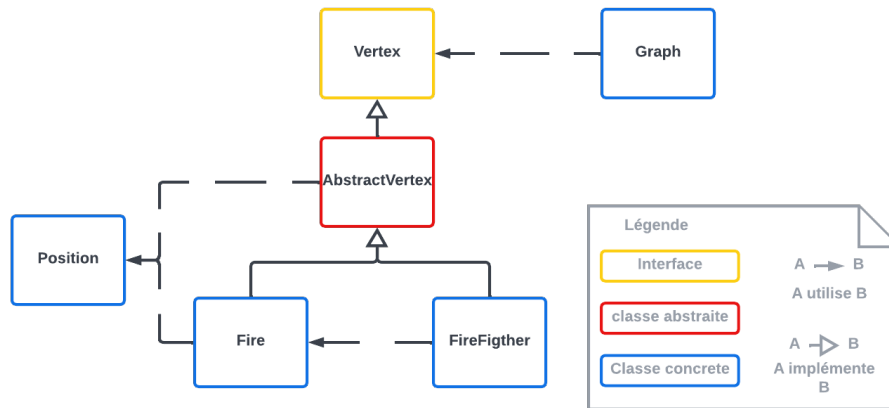 Vertex
Graph
AbstractVertex
Position
Fire
FireFigther
Légende
Interface
A B
A utilise B
classe abstraite
A B
Classe concrete
A implémente
B